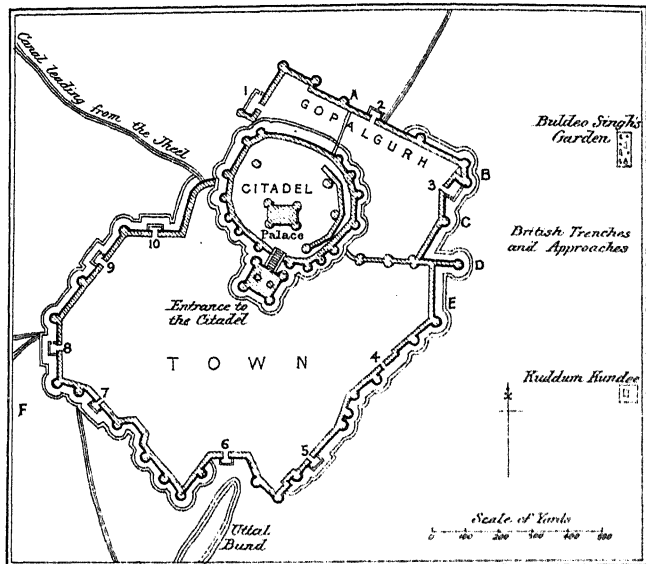 Canal leading from the Jheel
1
A
2
GOPALGURH
Buldeo Singh's
Garden
B
3
CITADEL
C
Palace
British Trenches
and Approaches
10
9
D
Entrance to
the Citadel
E
8
TOWN
4
7
F
Kuldum Kundee
6
5
Uttal
Bund
Scale of Yards
0 100 200 300 400 500